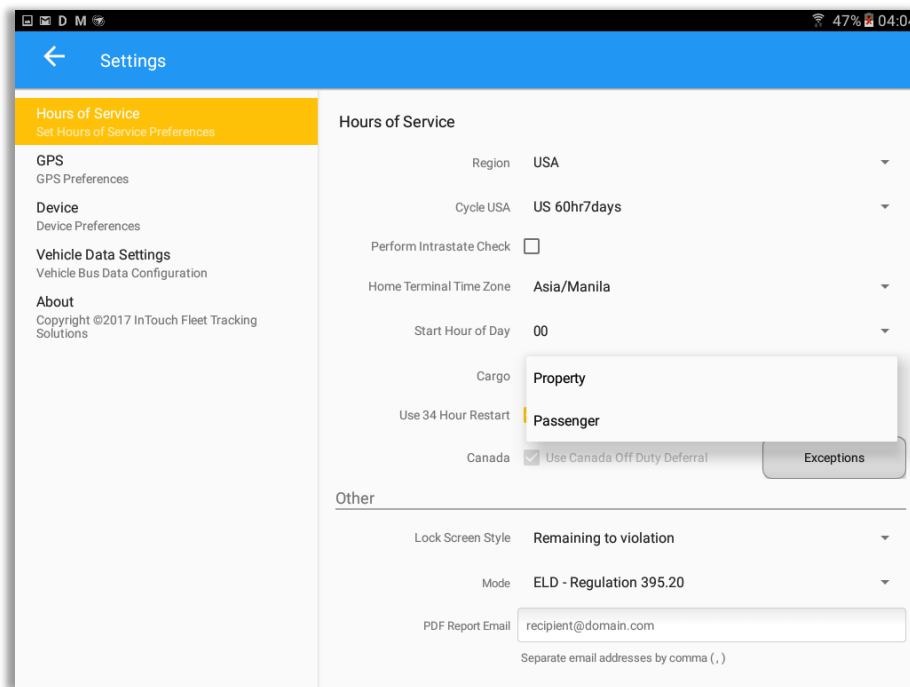 D M 47% 04:04
Settings
Hours of Service
Set Hours of Service Preferences
GPS
GPS Preferences
Device
Device Preferences
Vehicle Data Settings
Vehicle Bus Data Configuration
About
Copyright ©2017 InTouch Fleet Tracking
Solutions
Hours of Service
Region USA
Cycle USA US 60hr7days
Perform Intrastate Check
Home Terminal Time Zone Asia/Manila
Start Hour of Day 00
Cargo Property
Use 34 Hour Restart Passenger
Canada Use Canada Off Duty Deferral Exceptions
Other
Lock Screen Style Remaining to violation
Mode ELD - Regulation 395.20
PDF Report Email recipient@domain.com
Separate email addresses by comma ( , )